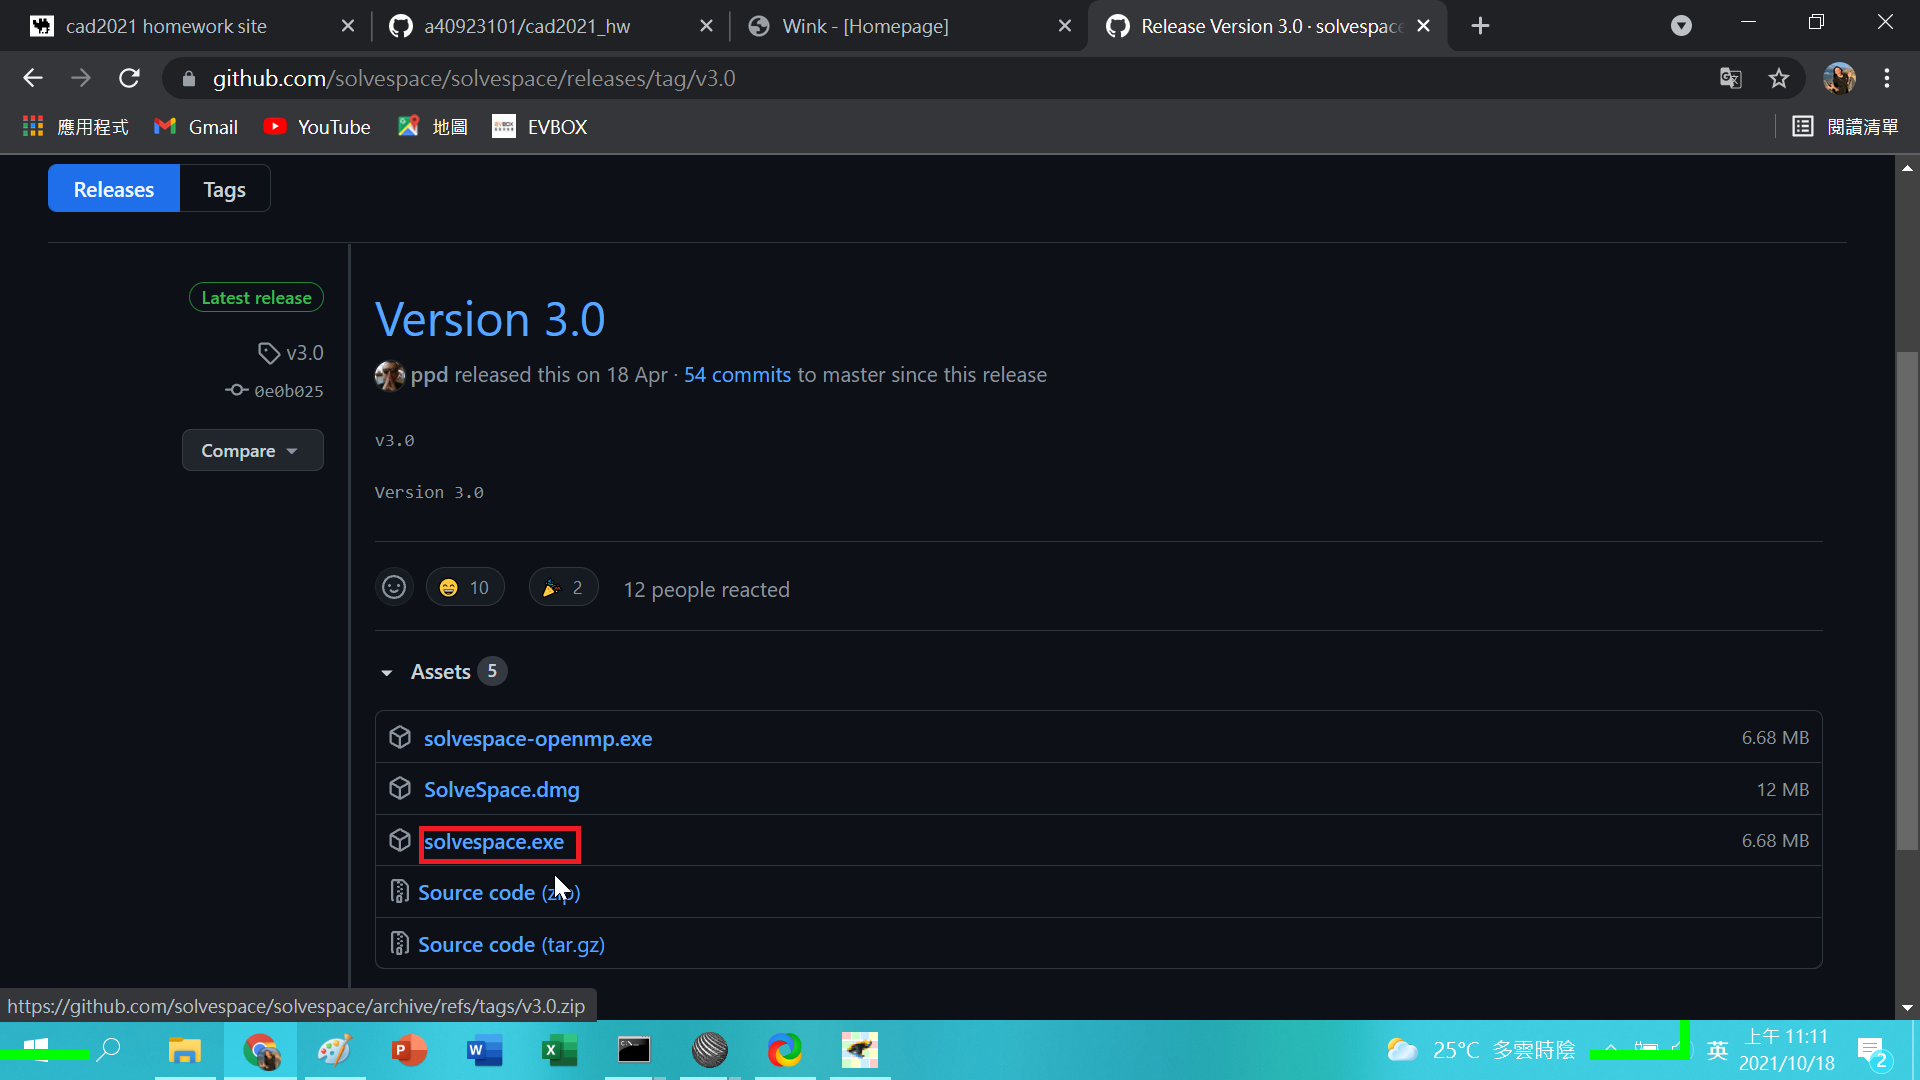 cad2021 homework site
a40923101/cad2021_hw
Wink - [Homepage]
Release Version 3.0 · solvespace
github.com/solvespace/solvespace/releases/tag/v3.0
應用程式
Gmail
YouTube
地圖
EVBOX
閱讀清單
Releases
Tags
Latest release
v3.0
0e0b025
Compare
Version 3.0
ppd released this on 18 Apr · 54 commits to master since this release
v3.0
Version 3.0
😄 10
🎉 2
12 people reacted
Assets 5
solvespace-openmp.exe 6.68 MB
SolveSpace.dmg 12 MB
solvespace.exe 6.68 MB
Source code (zip)
Source code (tar.gz)
https://github.com/solvespace/solvespace/archive/refs/tags/v3.0.zip
25°C 多雲時陰
英
上午 11:11
2021/10/18
2